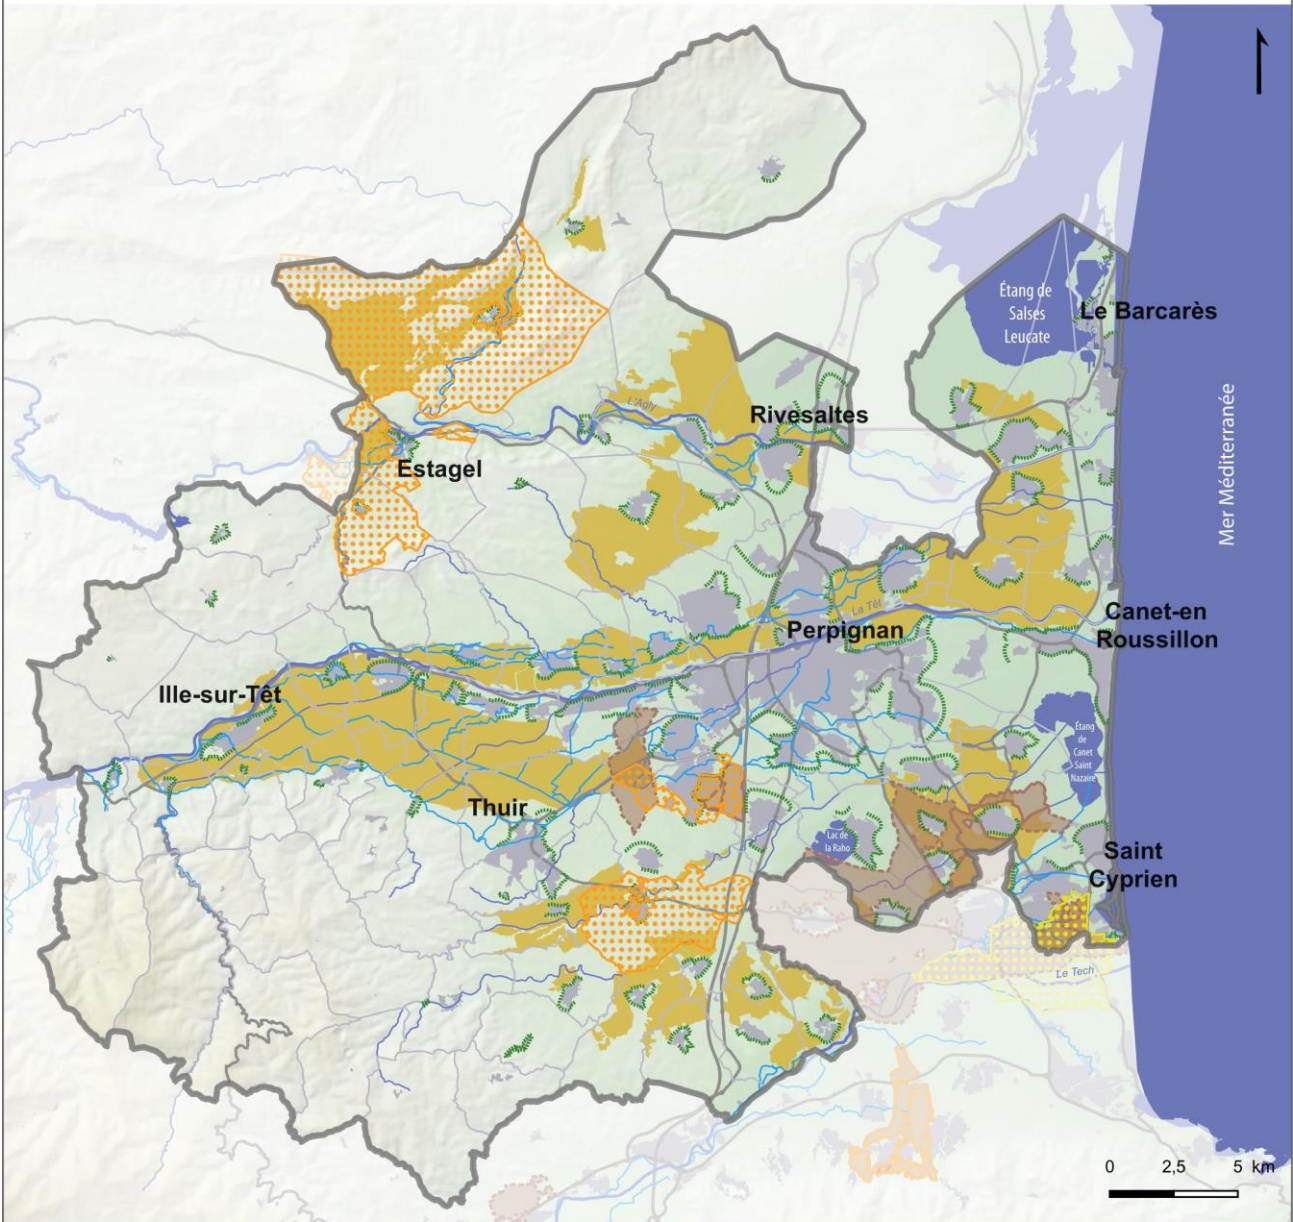 Étang de
Salses
Leucate
Le Barcarès
Mer Méditerranée
L'Agly
Rivesaltes
Estagel
La Têt
Perpignan
Canet-en
Roussillon
Ille-sur-Têt
Étang
de
Canet
Saint
Nazaire
Thuir
Lac de
la Raho
Saint
Cyprien
Le Tech
0 2,5 5 km